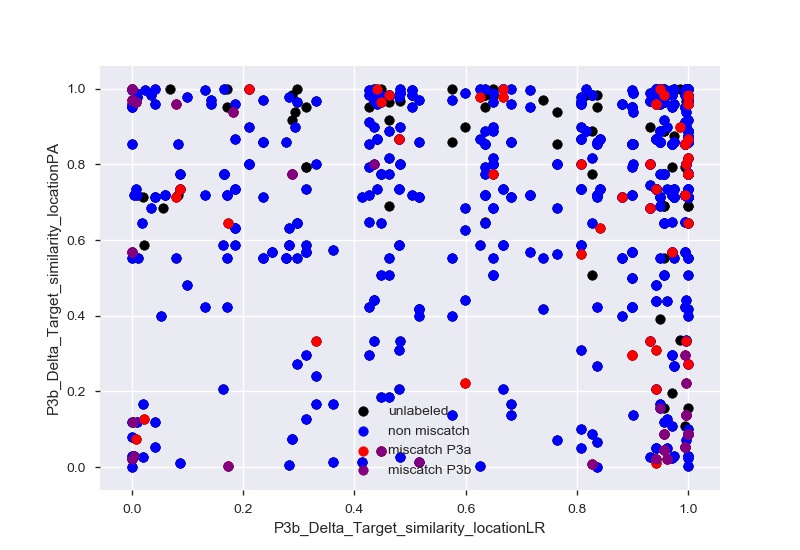 1.0
0.8
0.6
0.4
0.2
0.0
P3b_Delta_Target_similarity_locationPA
unlabeled
non miscatch
miscatch P3a
miscatch P3b
0.0 0.2 0.4 0.6 0.8 1.0
P3b_Delta_Target_similarity_locationLR